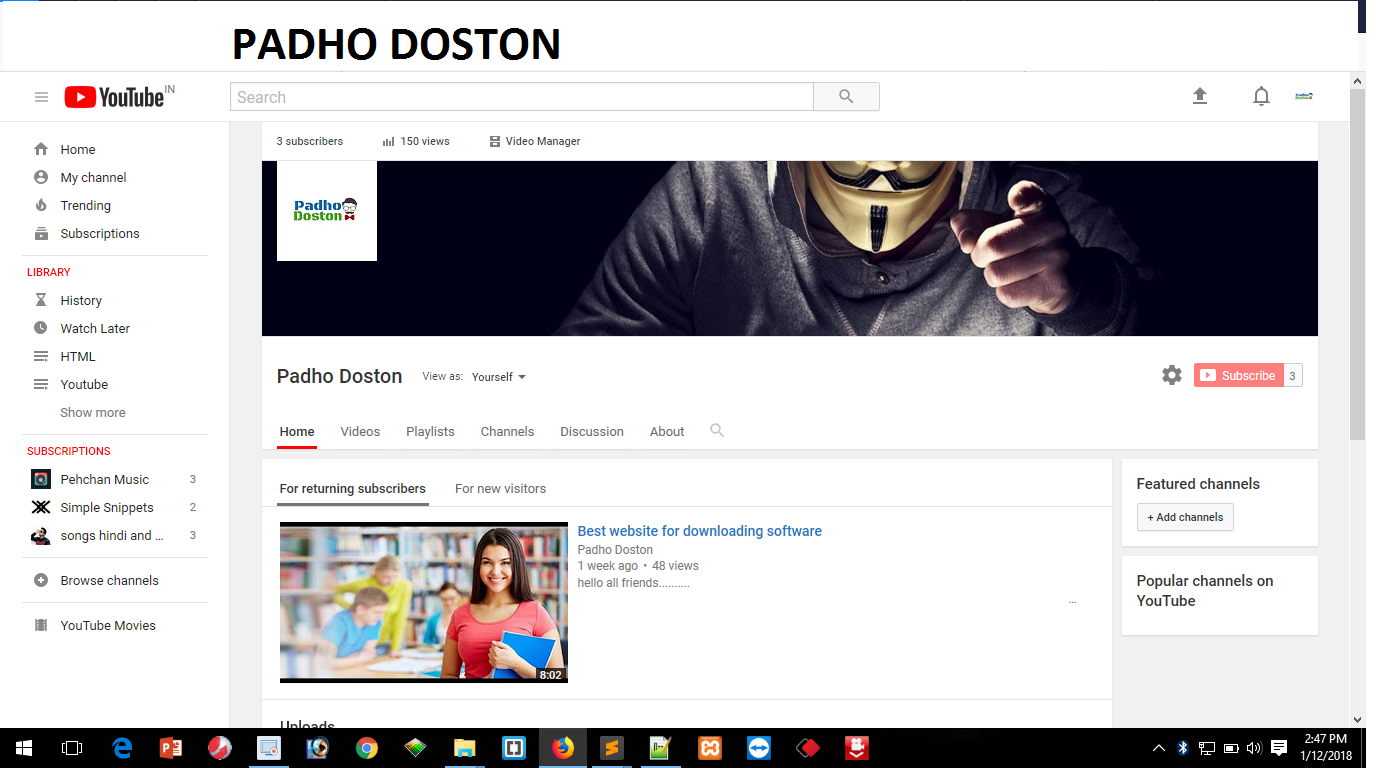 PADHO DOSTON
YouTube IN
Search
Home
My channel
Trending
Subscriptions
LIBRARY
History
Watch Later
HTML
Youtube
Show more
SUBSCRIPTIONS
Pehchan Music 3
Simple Snippets 2
songs hindi and ... 3
Browse channels
YouTube Movies
3 subscribers 150 views Video Manager
Padho
Doston
Padho Doston View as: Yourself Subscribe 3
Home Videos Playlists Channels Discussion About
For returning subscribers For new visitors
Best website for downloading software
Padho Doston
1 week ago • 48 views
hello all friends..........
8:02
Uploads
Featured channels
+ Add channels
Popular channels on
YouTube
2:47 PM
1/12/2018